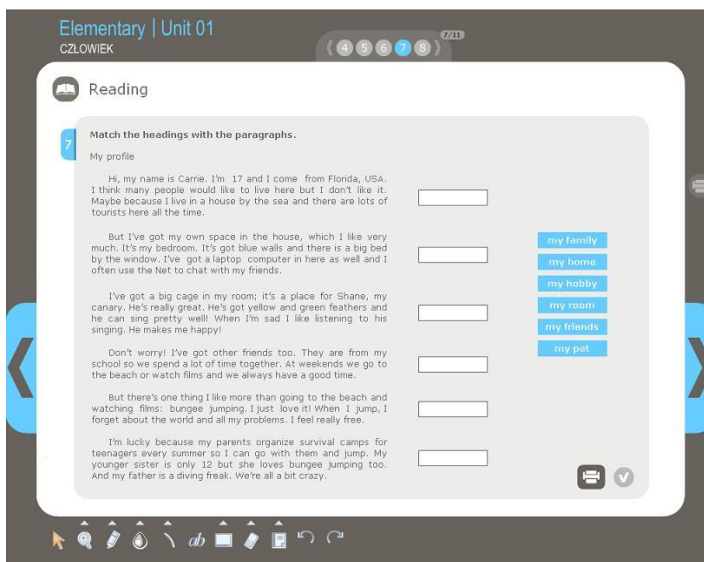 Elementary | Unit 01
CZŁOWIEK
4 5 6 7 8
7/11
Reading
7
Match the headings with the paragraphs.
My profile
Hi, my name is Carrie. I'm 17 and I come from Florida, USA.
I think many people would like to live here but I don't like it.
Maybe because I live in a house by the sea and there are lots of
tourists here all the time.
But I've got my own space in the house, which I like very
much. It's my bedroom. It's got blue walls and there is a big bed
by the window. I've got a laptop computer in here as well and I
often use the Net to chat with my friends.
I've got a big cage in my room; it's a place for Shane, my
canary. He's really great. He's got yellow and green feathers and
he can sing pretty well! When I'm sad I like listening to his
singing. He makes me happy!
Don't worry! I've got other friends too. They are from my
school so we spend a lot of time together. At weekends we go to
the beach or watch films and we always have a good time.
But there's one thing I like more than going to the beach and
watching films: bungee jumping. I just love it! When I jump, I
forget about the world and all my problems. I feel really free.
I'm lucky because my parents organize survival camps for
teenagers every summer so I can go with them and jump. My
younger sister is only 12 but she loves bungee jumping too.
And my father is a diving freak. We're all a bit crazy.
my family
my home
my hobby
my room
my friends
my pet
ab